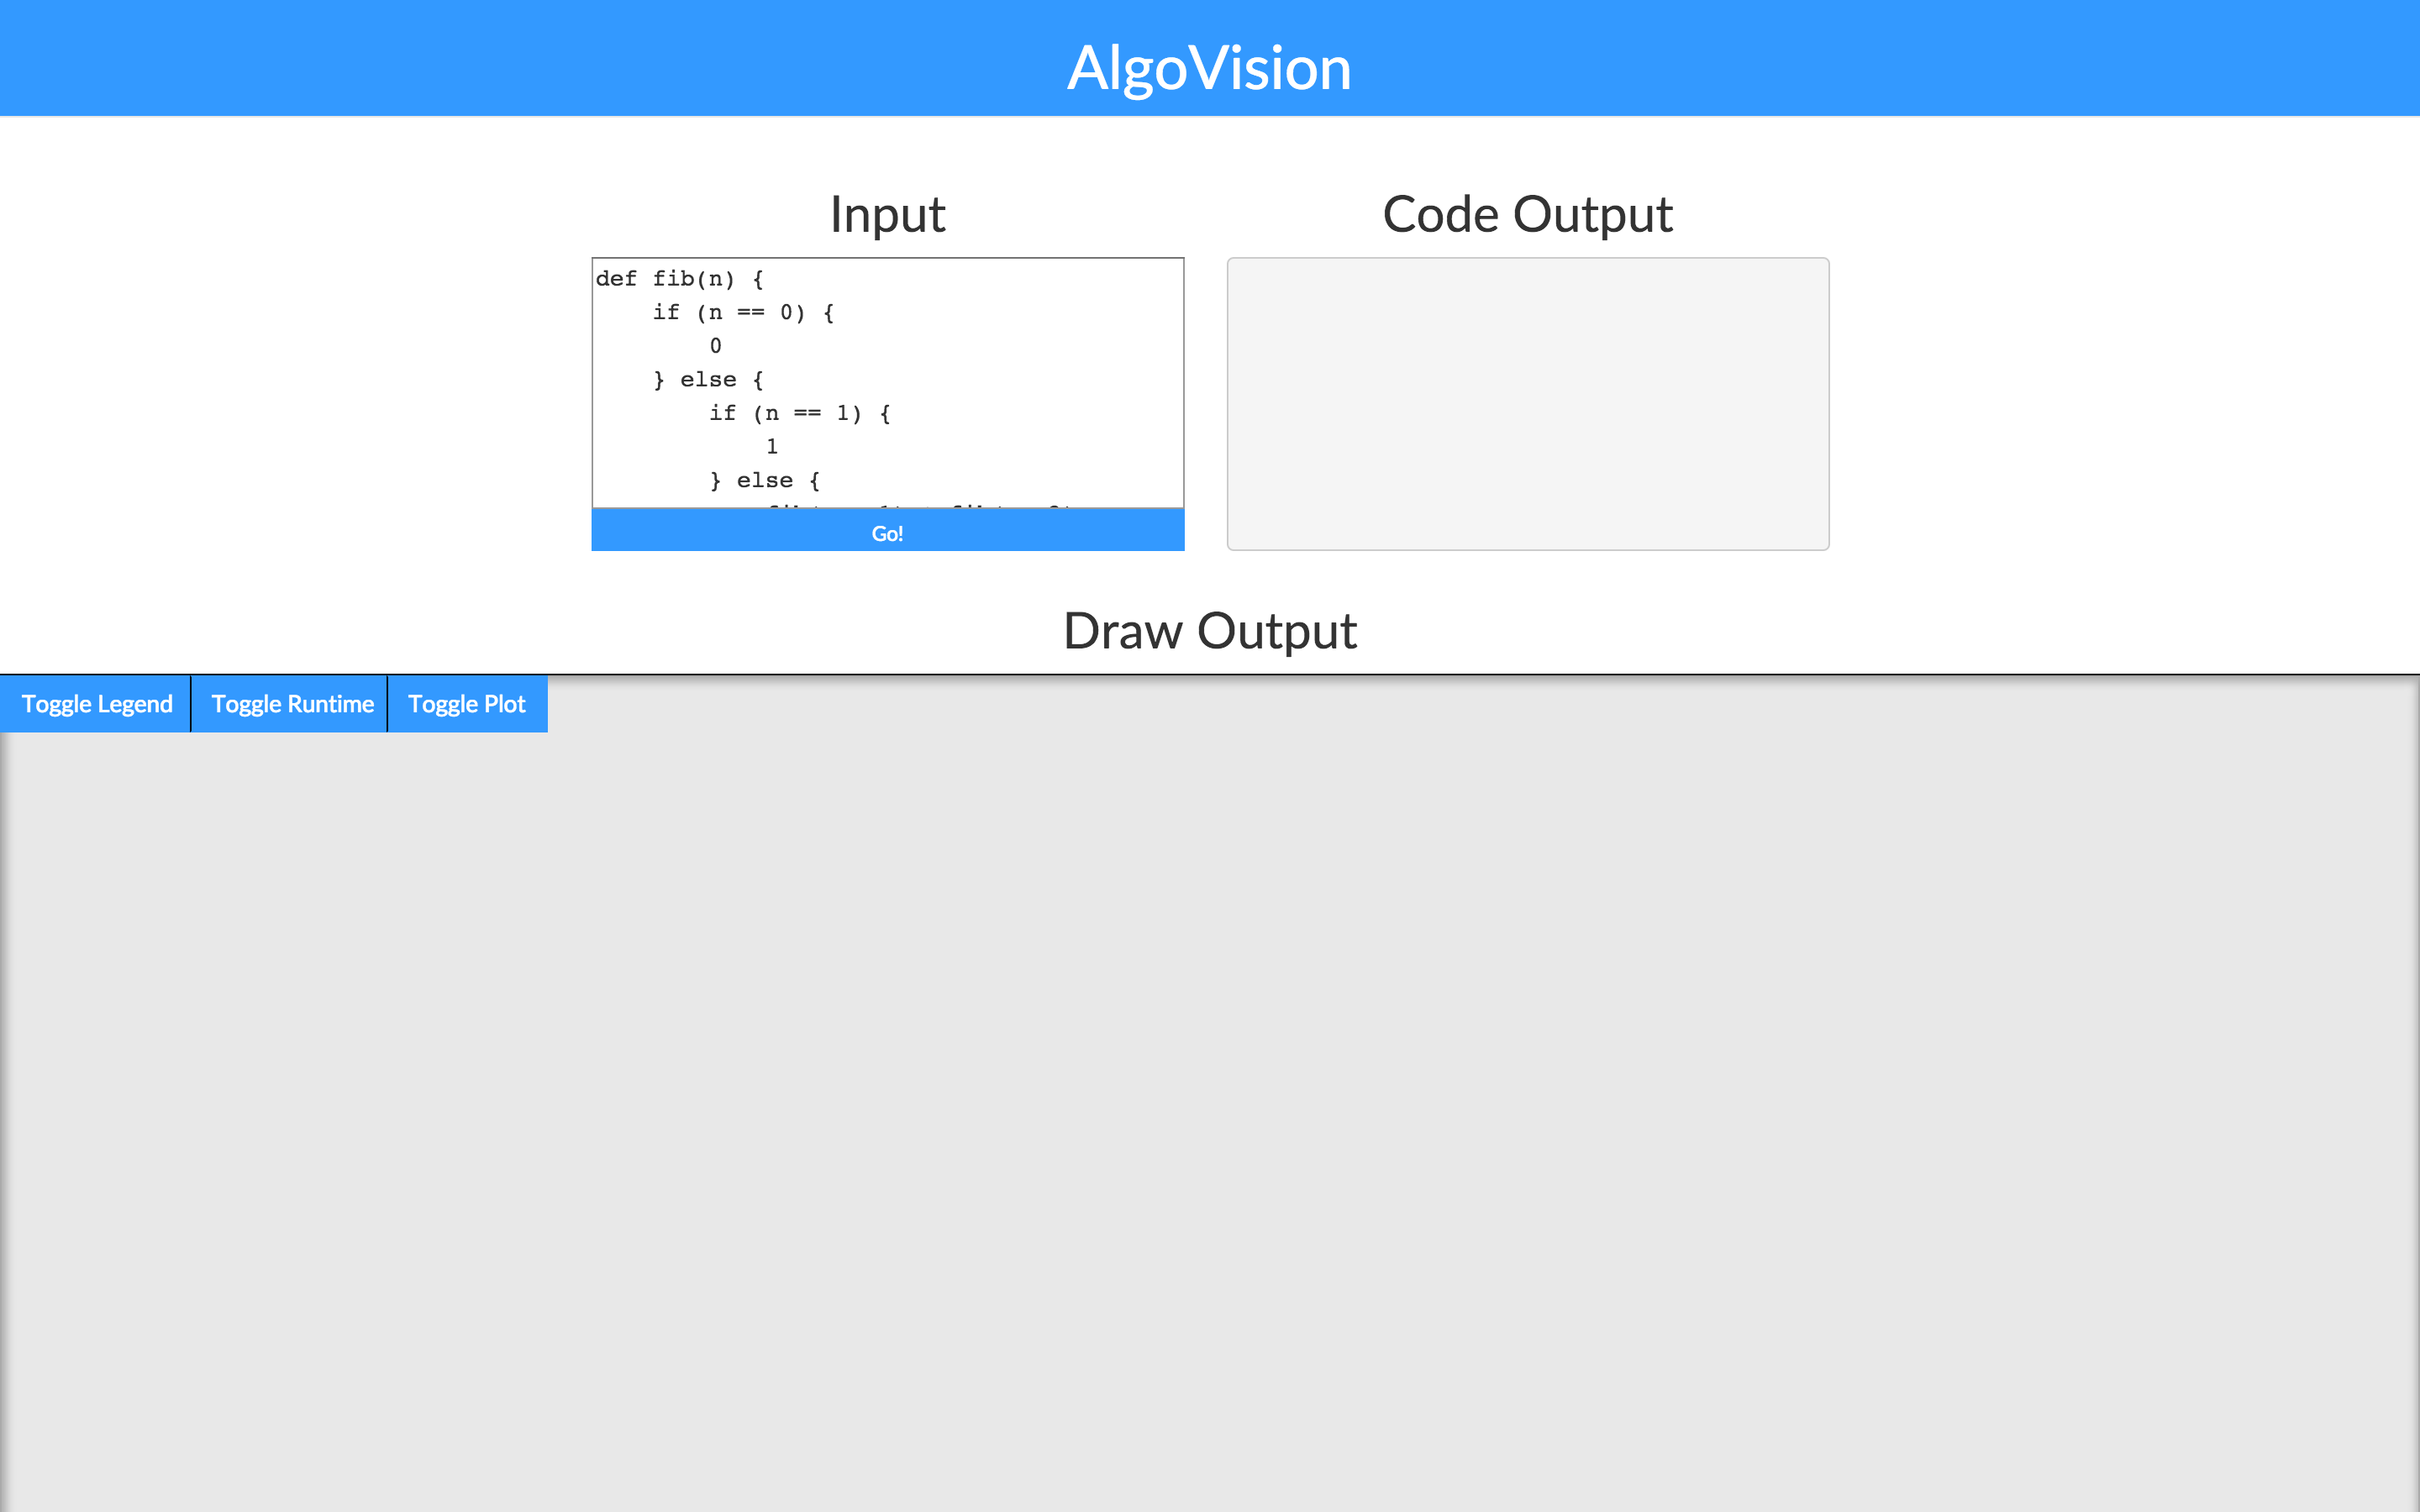 AlgoVision
Input
def fib(n) {
    if (n == 0) {
        0
    } else {
        if (n == 1) {
            1
        } else {
Go!
Code Output
Draw Output
Toggle Legend
Toggle Runtime
Toggle Plot